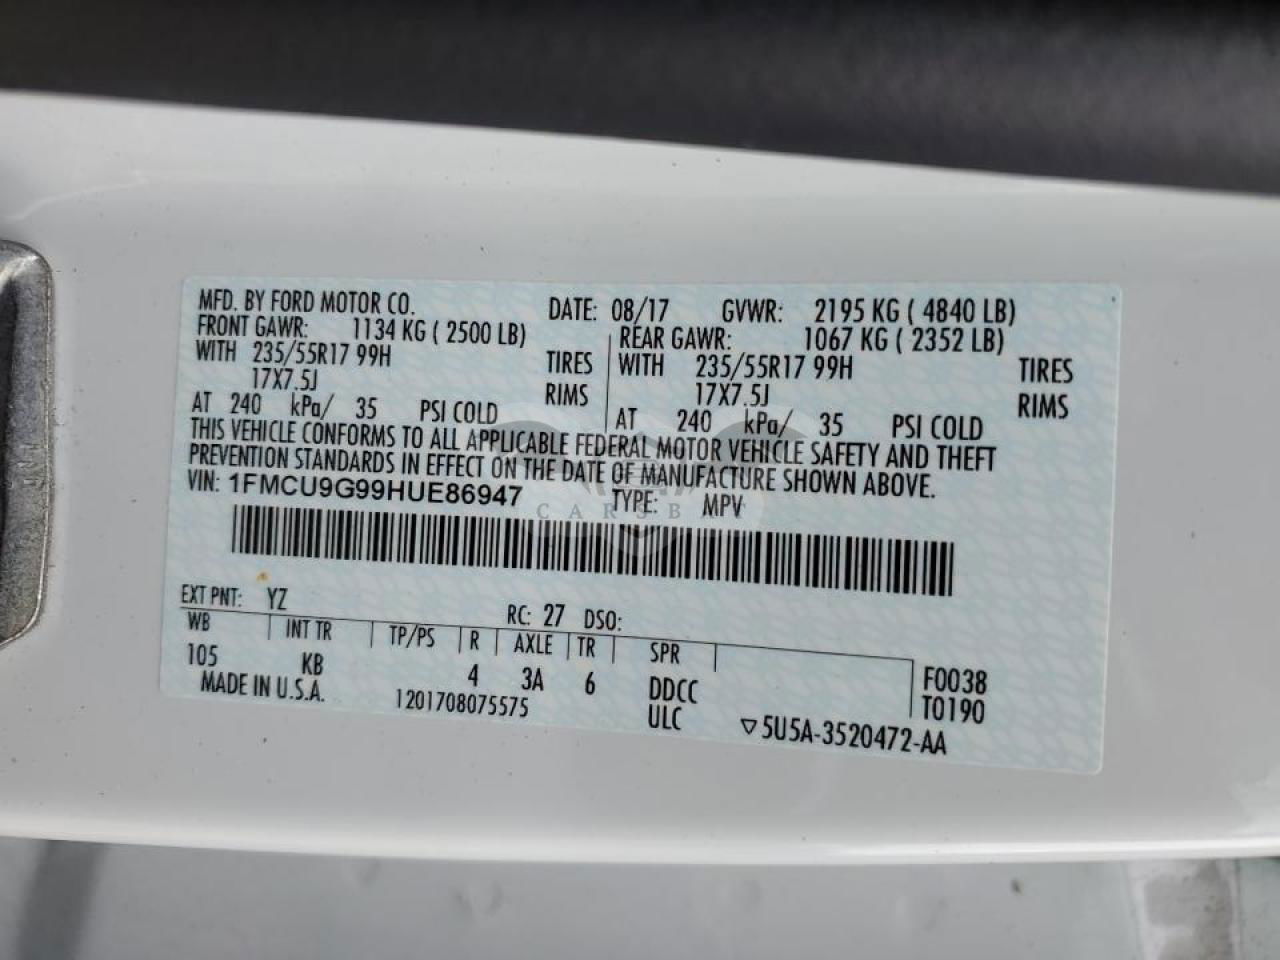 MFD. BY FORD MOTOR CO. DATE: 08/17 GVWR: 2195 KG ( 4840 LB)
FRONT GAWR: 1134 KG ( 2500 LB) REAR GAWR: 1067 KG ( 2352 LB)
WITH 235/55R17 99H TIRES WITH 235/55R17 99H TIRES
17X7.5J RIMS 17X7.5J RIMS
AT 240 kPa/ 35 PSI COLD AT 240 kPa/ 35 PSI COLD
THIS VEHICLE CONFORMS TO ALL APPLICABLE FEDERAL MOTOR VEHICLE SAFETY AND THEFT
PREVENTION STANDARDS IN EFFECT ON THE DATE OF MANUFACTURE SHOWN ABOVE.
VIN: 1FMCU9G99HUE86947 TYPE: MPV
EXT PNT: YZ RC: 27 DSO:
WB INT TR TP/PS R AXLE TR SPR
105 KB 4 3A 6 DDCC F0038
MADE IN U.S.A. 1201708075575 ULC T0190
▽5U5A-3520472-AA